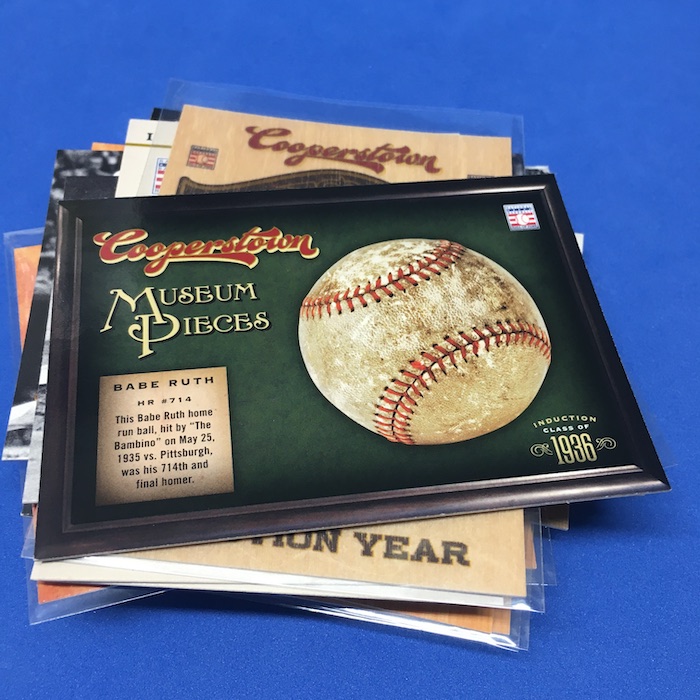 Cooperstown
Cooperstown
MUSEUM
PIECES
BABE RUTH
HR #714
This Babe Ruth home
run ball, hit by "The
Bambino" on May 25,
1935 vs. Pittsburgh,
was his 714th and
final homer.
INDUCTION
CLASS OF
1936
YEAR